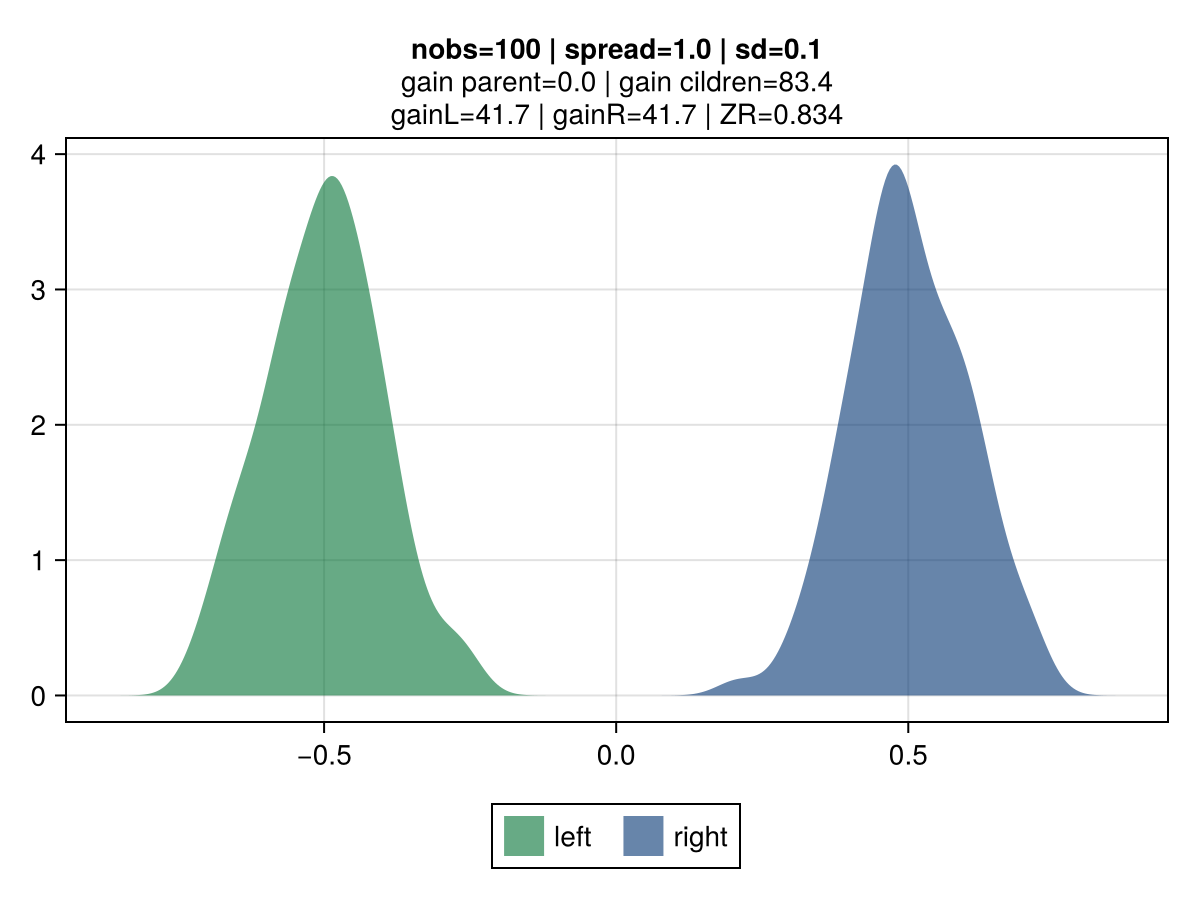 nobs=100 | spread=1.0 | sd=0.1
gain parent=0.0 | gain cildren=83.4
gainL=41.7 | gainR=41.7 | ZR=0.834
4
3
2
1
0
−0.5
0.0
0.5
left
right